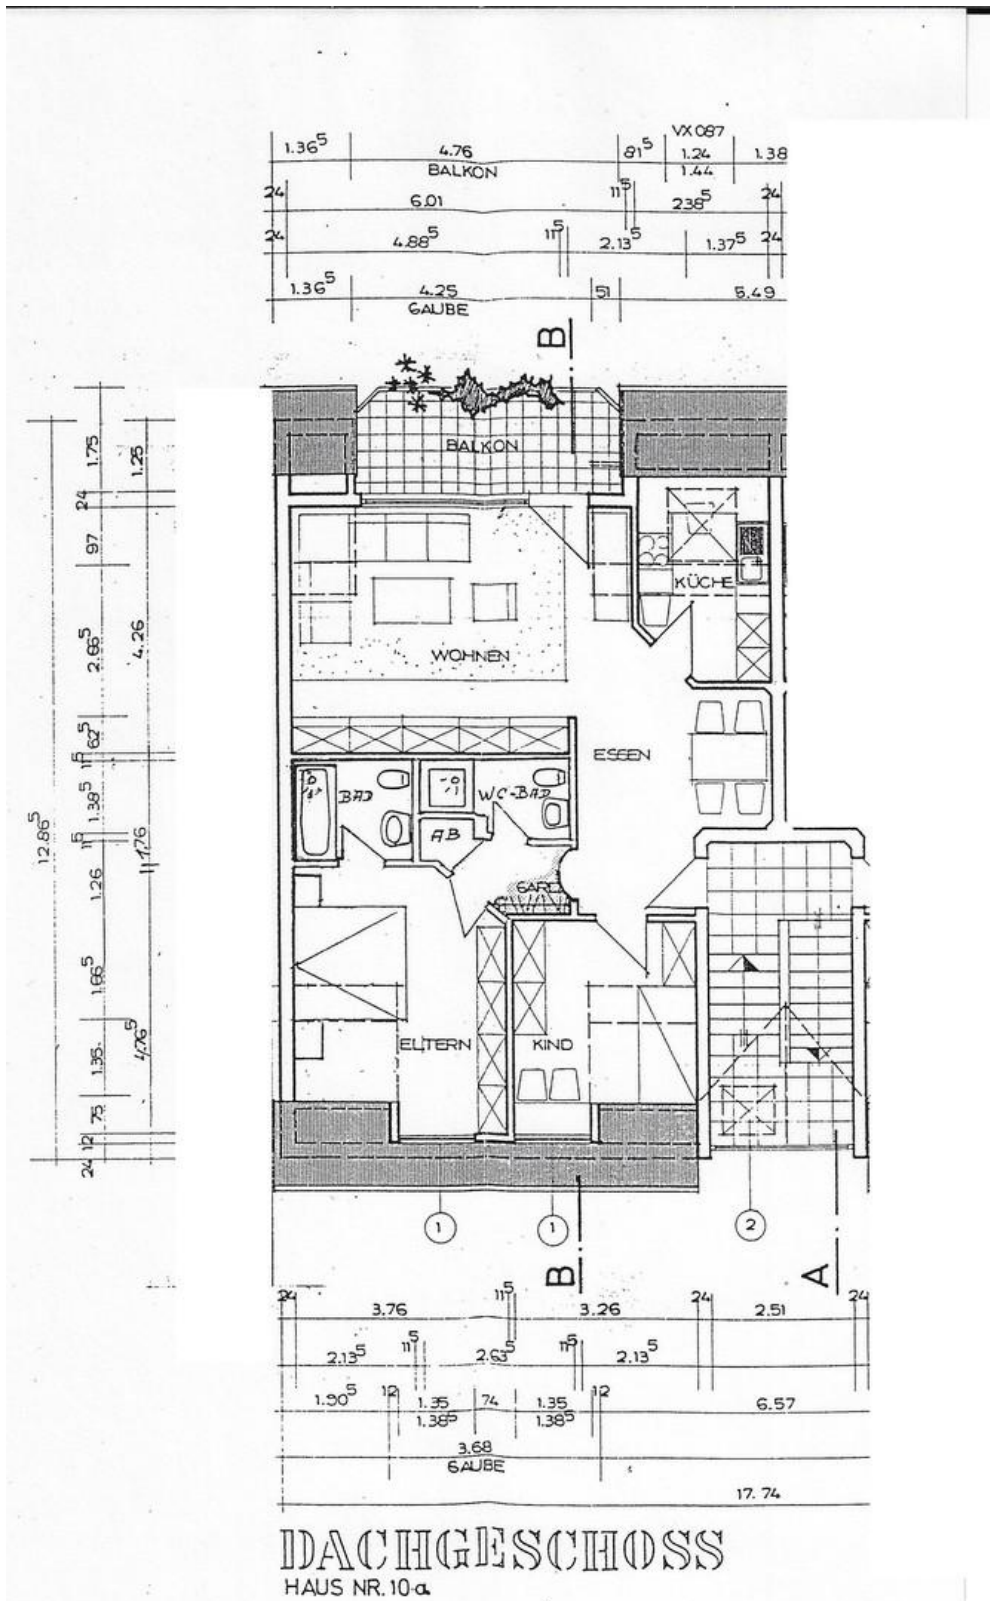 VX 087
1.36⁵ 4.76 81⁵ 1.24 1.38
BALKON 1.44
24 6.01 11⁵ 2.38⁵ 24
24 4.88⁵ 11⁵ 2.13⁵ 1.37⁵ 24
1.36⁵ 4.25 51 5.49
GAUBE
B
BALKON
1.75
1.25
24
97
KÜCHE
4.26
2.86⁵
WOHNEN
62⁵
11⁵
ESSEN
BAD
WC-BAD
1.38⁵
AB
12.86⁵
11⁵
1.76
1.26
GARD
1.66⁵
4.76⁵
ELTERN
KIND
1.35
75
12
24
1
1
2
B
A
24 3.76 11⁵ 3.26 24 2.51 24
2.13⁵ 11⁵ 2.63⁵ 11⁵ 2.13⁵
1.90⁵ 12 1.35 74 1.35 12 6.57
1.38⁵ 1.38⁵
3.68
GAUBE
17.74
DACHGESCHOSS
HAUS NR. 10·a